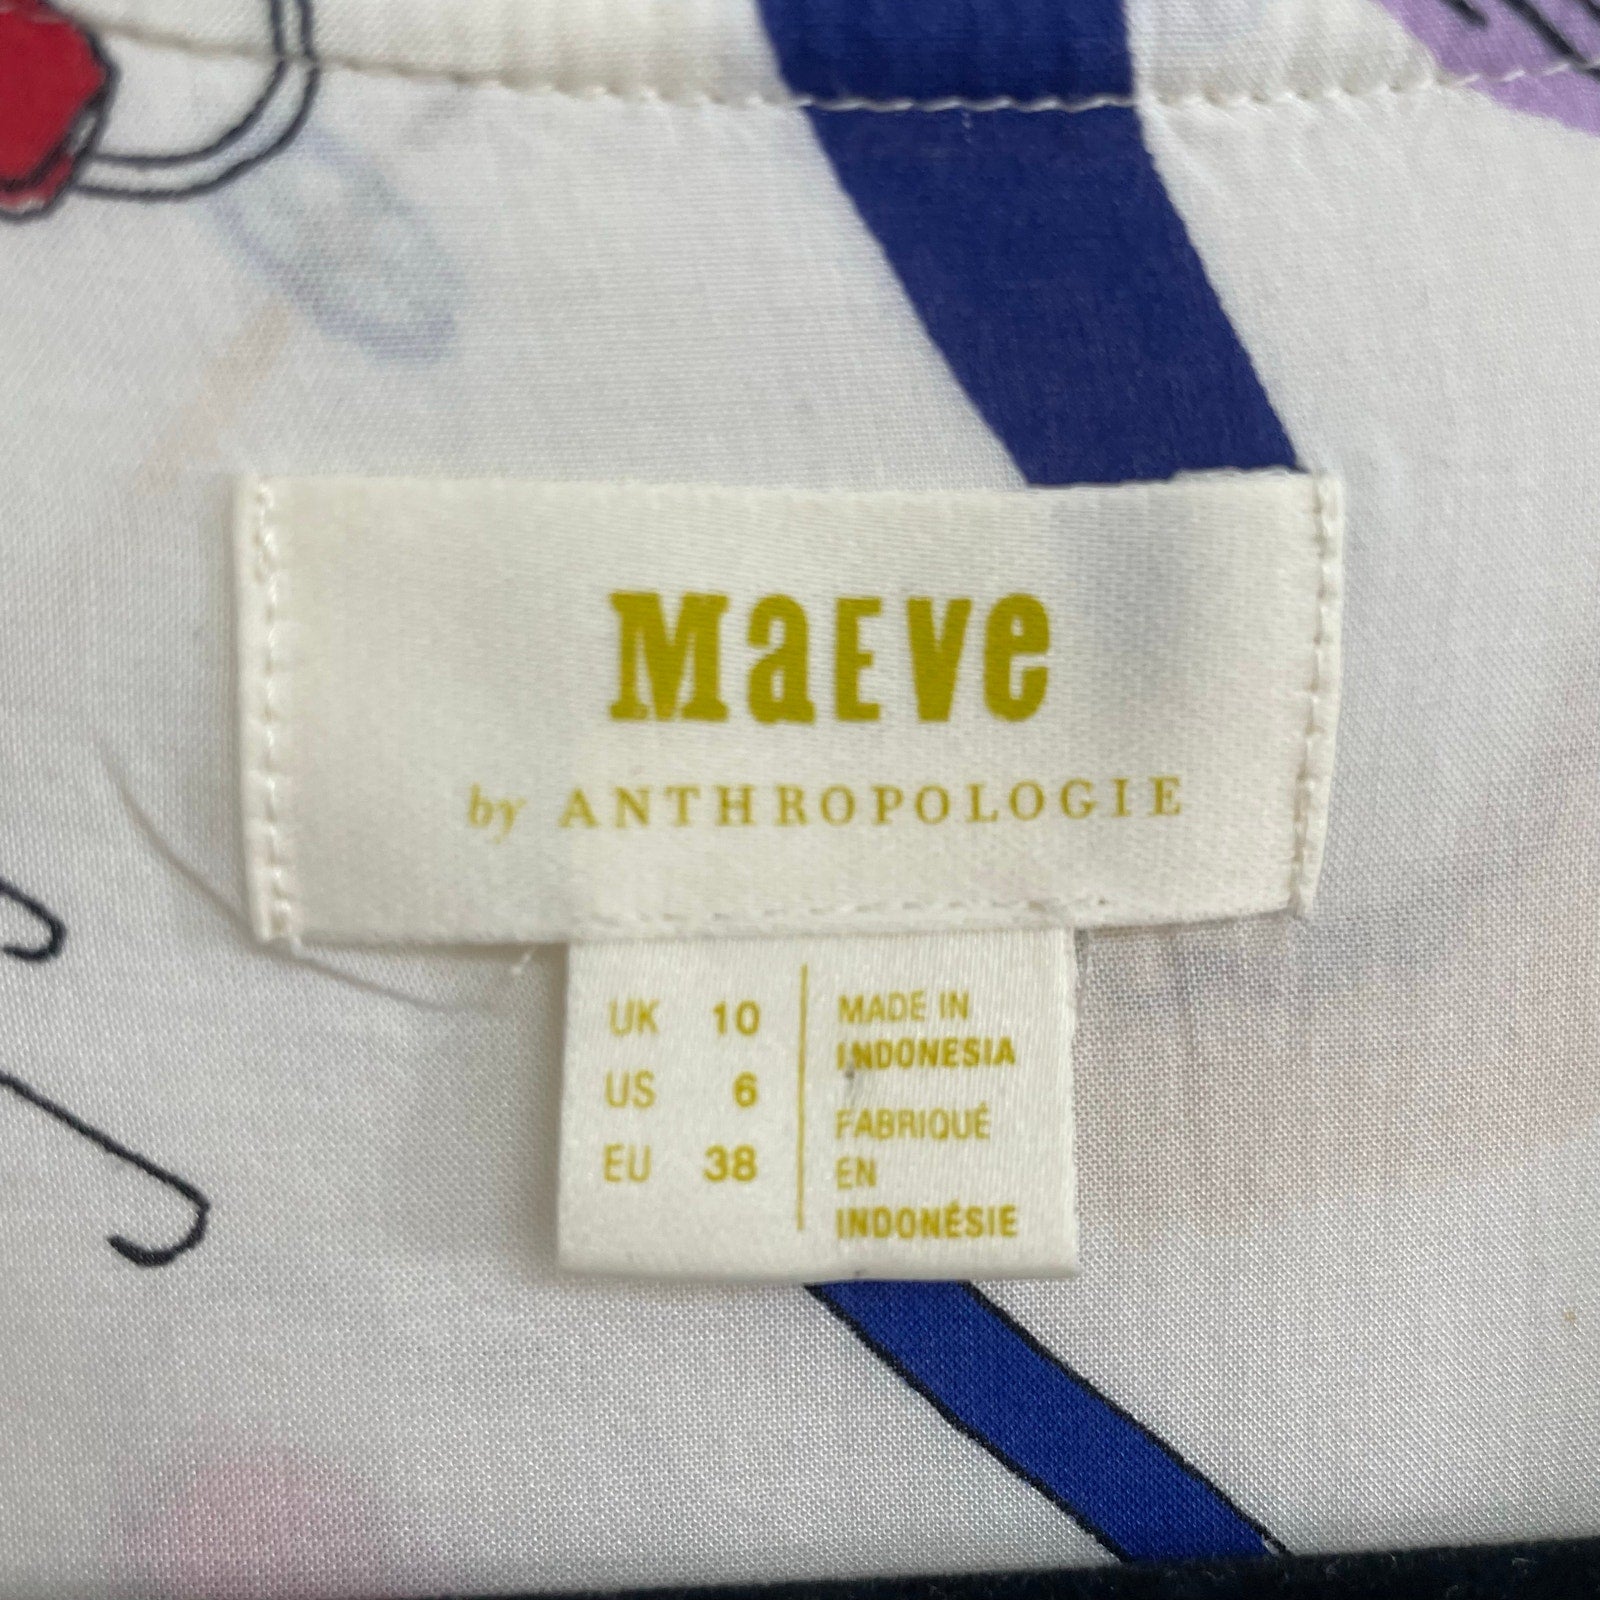 MaEve
by ANTHROPOLOGIE
UK 10
US 6
EU 38
MADE IN
INDONESIA
FABRIQUÉ
EN
INDONÉSIE